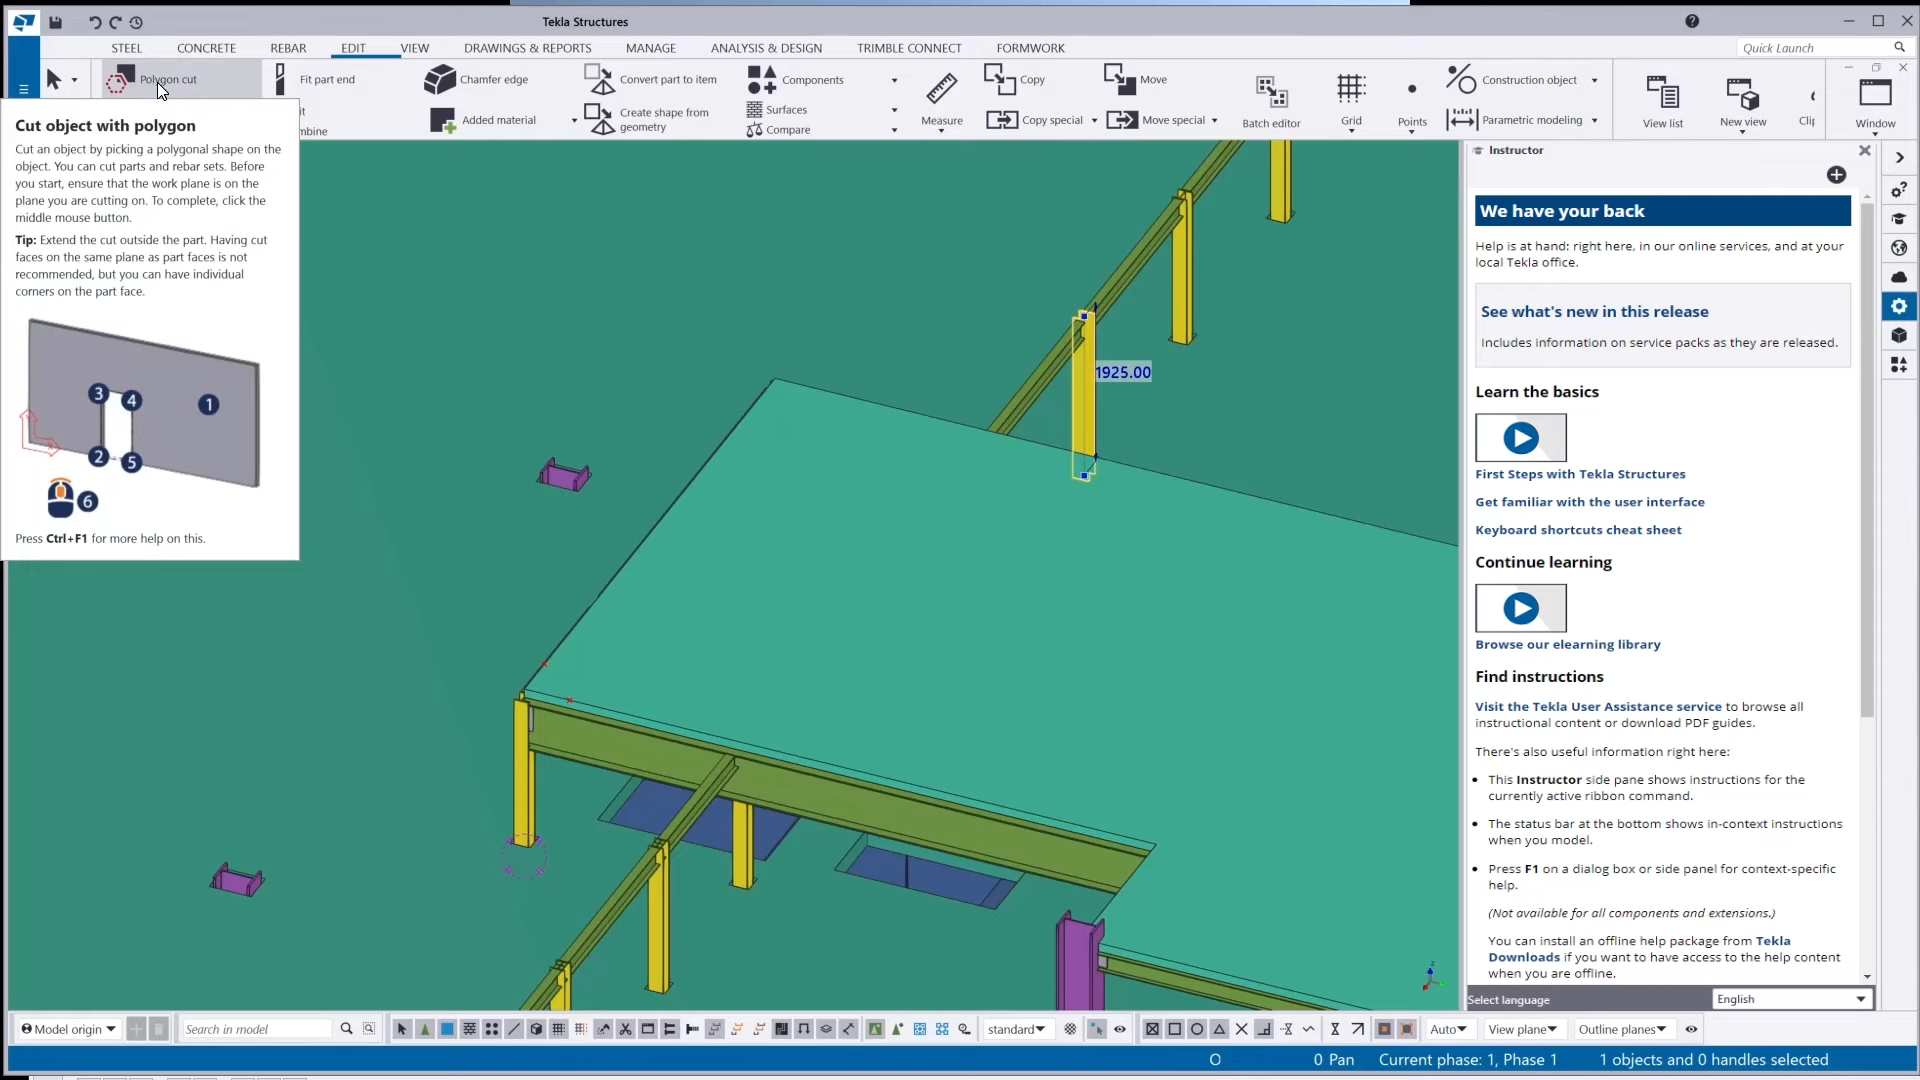 Tekla Structures
STEEL
CONCRETE
REBAR
EDIT
VIEW
DRAWINGS & REPORTS
MANAGE
ANALYSIS & DESIGN
TRIMBLE CONNECT
FORMWORK
Quick Launch
Polygon cut
Fit part end
Chamfer edge
Added material
Convert part to item
Create shape from
geometry
Components
Surfaces
Compare
Measure
Copy
Copy special
Move
Move special
Batch editor
Grid
Points
Construction object
Parametric modeling
View list
New view
Window
Cut object with polygon
Cut an object by picking a polygonal shape on the
object. You can cut parts and rebar sets. Before
you start, ensure that the work plane is on the
plane you are cutting on. To complete, click the
middle mouse button.
Tip: Extend the cut outside the part. Having cut
faces on the same plane as part faces is not
recommended, but you can have individual
corners on the part face.
3
4
1
2
5
6
Press Ctrl+F1 for more help on this.
1925.00
Instructor
We have your back
Help is at hand: right here, in our online services, and at your
local Tekla office.
See what's new in this release
Includes information on service packs as they are released.
Learn the basics
First Steps with Tekla Structures
Get familiar with the user interface
Keyboard shortcuts cheat sheet
Continue learning
Browse our elearning library
Find instructions
Visit the Tekla User Assistance service to browse all
instructional content or download PDF guides.
There's also useful information right here:
This Instructor side pane shows instructions for the
currently active ribbon command.
The status bar at the bottom shows in-context instructions
when you model.
Press F1 on a dialog box or side panel for context-specific
help.
(Not available for all components and extensions.)
You can install an offline help package from Tekla
Downloads if you want to have access to the help content
when you are offline.
Select language
English
Model origin
Search in model
standard
Auto
View plane
Outline planes
O
0 Pan
Current phase: 1, Phase 1
1 objects and 0 handles selected